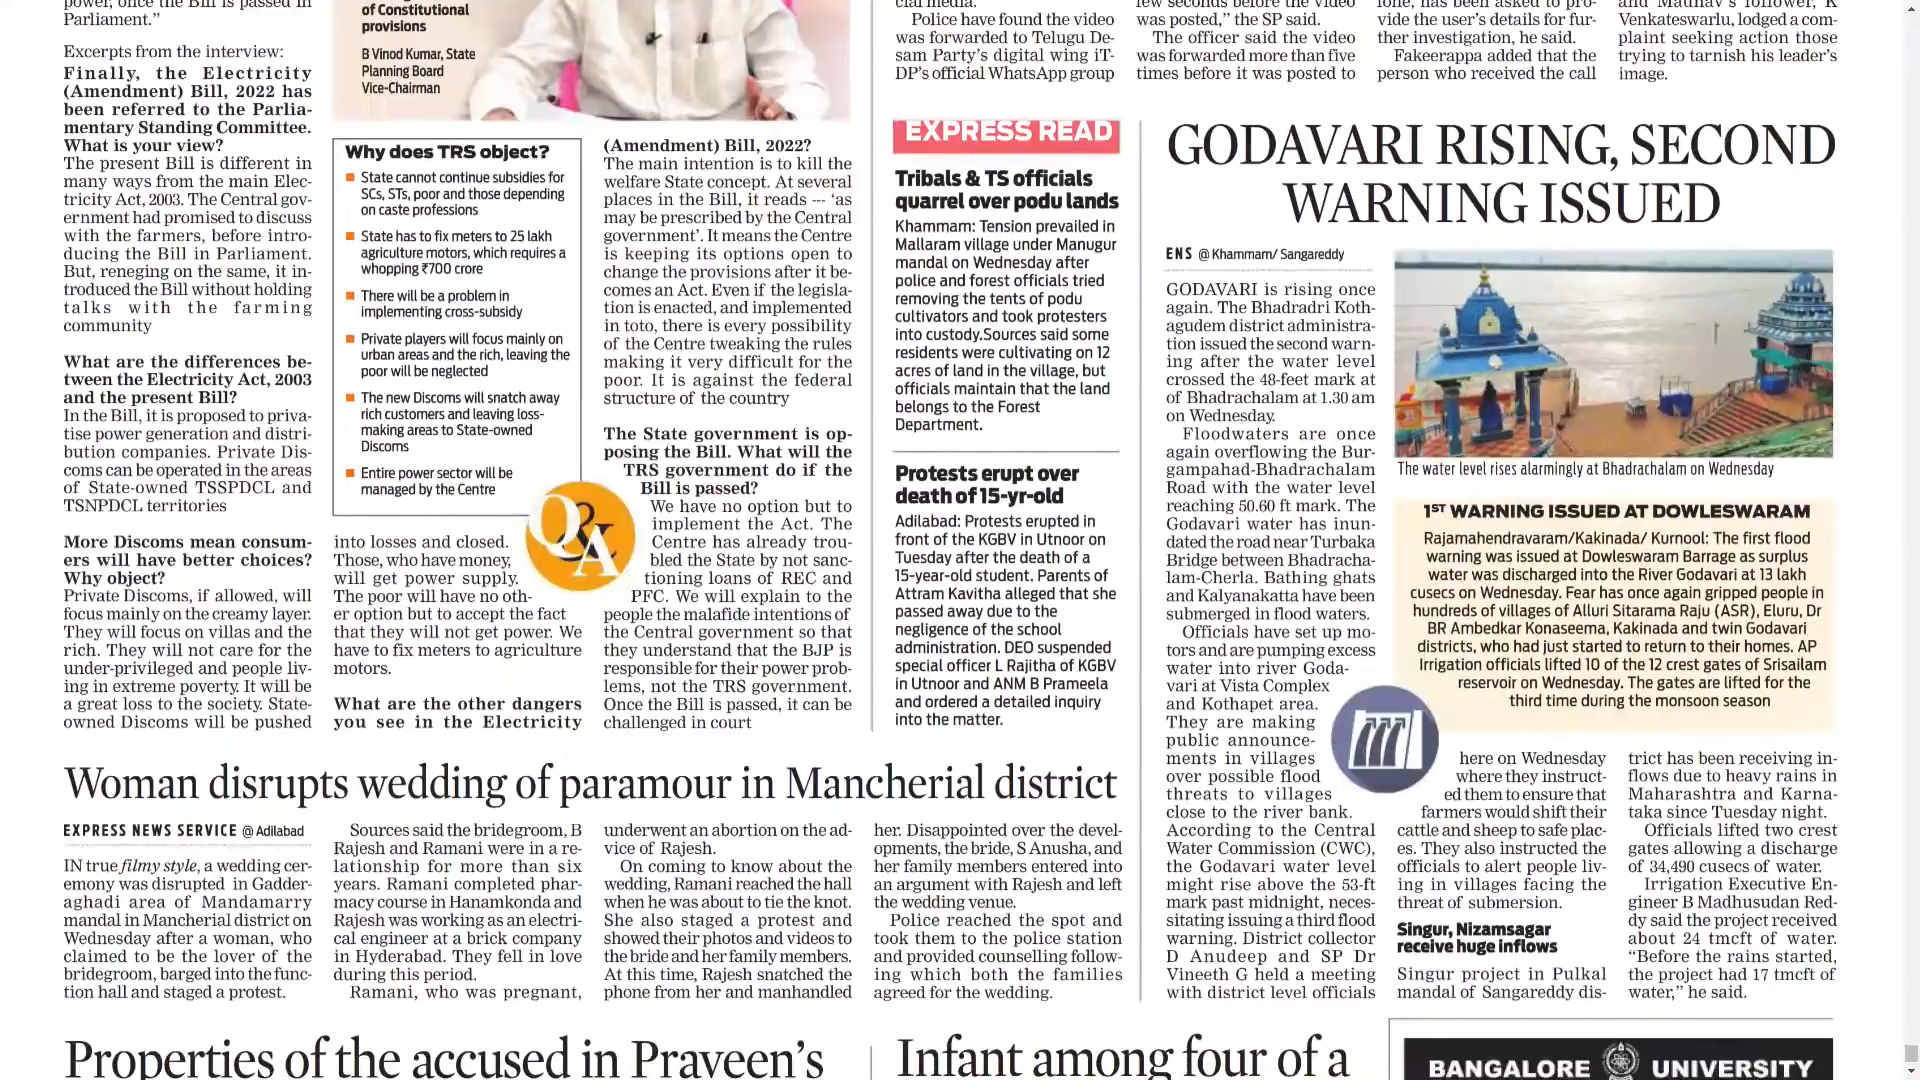 power, once the Bill is passed in
Parliament.”
Excerpts from the interview:
Finally, the Electricity
(Amendment) Bill, 2022 has
been referred to the Parlia-
mentary Standing Committee.
What is your view?
The present Bill is different in
many ways from the main Elec-
tricity Act, 2003. The Central gov-
ernment had promised to discuss
with the farmers, before intro-
ducing the Bill in Parliament.
But, reneging on the same, it in-
troduced the Bill without holding
talks with the farming
community
What are the differences be-
tween the Electricity Act, 2003
and the present Bill?
In the Bill, it is proposed to priva-
tise power generation and distri-
bution companies. Private Dis-
coms can be operated in the areas
of State-owned TSSPDCL and
TSNPDCL territories
More Discoms mean consum-
ers will have better choices?
Why object?
Private Discoms, if allowed, will
focus mainly on the creamy layer.
They will focus on villas and the
rich. They will not care for the
under-privileged and people liv-
ing in extreme poverty. It will be
a great loss to the society. State-
owned Discoms will be pushed
of Constitutional
provisions
B Vinod Kumar, State
Planning Board
Vice-Chairman
Why does TRS object?
State cannot continue subsidies for
SCs, STs, poor and those depending
on caste professions
State has to fix meters to 25 lakh
agriculture motors, which requires a
whopping ₹700 crore
There will be a problem in
implementing cross-subsidy
Private players will focus mainly on
urban areas and the rich, leaving the
poor will be neglected
The new Discoms will snatch away
rich customers and leaving loss-
making areas to State-owned
Discoms
Entire power sector will be
managed by the Centre
Q&A
into losses and closed.
Those, who have money,
will get power supply.
The poor will have no oth-
er option but to accept the fact
that they will not get power. We
have to fix meters to agriculture
motors.
What are the other dangers
you see in the Electricity
(Amendment) Bill, 2022?
The main intention is to kill the
welfare State concept. At several
places in the Bill, it reads --- ‘as
may be prescribed by the Central
government’. It means the Centre
is keeping its options open to
change the provisions after it be-
comes an Act. Even if the legisla-
tion is enacted, and implemented
in toto, there is every possibility
of the Centre tweaking the rules
making it very difficult for the
poor. It is against the federal
structure of the country
The State government is op-
posing the Bill. What will the
TRS government do if the
Bill is passed?
We have no option but to
implement the Act. The
Centre has already trou-
bled the State by not sanc-
tioning loans of REC and
PFC. We will explain to the
people the malafide intentions of
the Central government so that
they understand that the BJP is
responsible for their power prob-
lems, not the TRS government.
Once the Bill is passed, it can be
challenged in court
cial media.
Police have found the video
was forwarded to Telugu De-
sam Party’s digital wing iT-
DP’s official WhatsApp group
few seconds before the video
was posted,” the SP said.
The officer said the video
was forwarded more than five
times before it was posted to
fone, has been asked to pro-
vide the user’s details for fur-
ther investigation, he said.
Fakeerappa added that the
person who received the call
and Madhav’s follower, K
Venkateswarlu, lodged a com-
plaint seeking action those
trying to tarnish his leader’s
image.
EXPRESS READ
Tribals & TS officials
quarrel over podu lands
Khammam: Tension prevailed in
Mallaram village under Manugur
mandal on Wednesday after
police and forest officials tried
removing the tents of podu
cultivators and took protesters
into custody.Sources said some
residents were cultivating on 12
acres of land in the village, but
officials maintain that the land
belongs to the Forest
Department.
Protests erupt over
death of 15-yr-old
Adilabad: Protests erupted in
front of the KGBV in Utnoor on
Tuesday after the death of a
15-year-old student. Parents of
Attram Kavitha alleged that she
passed away due to the
negligence of the school
administration. DEO suspended
special officer L Rajitha of KGBV
in Utnoor and ANM B Prameela
and ordered a detailed inquiry
into the matter.
GODAVARI RISING, SECOND
WARNING ISSUED
ENS @ Khammam/ Sangareddy
GODAVARI is rising once
again. The Bhadradri Koth-
agudem district administra-
tion issued the second warn-
ing after the water level
crossed the 48-feet mark at
of Bhadrachalam at 1.30 am
on Wednesday.
Floodwaters are once
again overflowing the Bur-
gampahad-Bhadrachalam
Road with the water level
reaching 50.60 ft mark. The
Godavari water has inun-
dated the road near Turbaka
Bridge between Bhadracha-
lam-Cherla. Bathing ghats
and Kalyanakatta have been
submerged in flood waters.
Officials have set up mo-
tors and are pumping excess
water into river Goda-
vari at Vista Complex
and Kothapet area.
They are making
public announce-
ments in villages
over possible flood
threats to villages
close to the river bank.
According to the Central
Water Commission (CWC),
the Godavari water level
might rise above the 53-ft
mark past midnight, neces-
sitating issuing a third flood
warning. District collector
D Anudeep and SP Dr
Vineeth G held a meeting
with district level officials
The water level rises alarmingly at Bhadrachalam on Wednesday
1ST WARNING ISSUED AT DOWLESWARAM
Rajamahendravaram/Kakinada/ Kurnool: The first flood
warning was issued at Dowleswaram Barrage as surplus
water was discharged into the River Godavari at 13 lakh
cusecs on Wednesday. Fear has once again gripped people in
hundreds of villages of Alluri Sitarama Raju (ASR), Eluru, Dr
BR Ambedkar Konaseema, Kakinada and twin Godavari
districts, who had just started to return to their homes. AP
Irrigation officials lifted 10 of the 12 crest gates of Srisailam
reservoir on Wednesday. The gates are lifted for the
third time during the monsoon season
here on Wednesday
where they instruct-
ed them to ensure that
farmers would shift their
cattle and sheep to safe plac-
es. They also instructed the
officials to alert people liv-
ing in villages facing the
threat of submersion.
Singur, Nizamsagar
receive huge inflows
Singur project in Pulkal
mandal of Sangareddy dis-
trict has been receiving in-
flows due to heavy rains in
Maharashtra and Karna-
taka since Tuesday night.
Officials lifted two crest
gates allowing a discharge
of 34,490 cusecs of water.
Irrigation Executive En-
gineer B Madhusudan Red-
dy said the project received
about 24 tmcft of water.
“Before the rains started,
the project had 17 tmcft of
water,” he said.
Woman disrupts wedding of paramour in Mancherial district
EXPRESS NEWS SERVICE @ Adilabad
IN true filmy style, a wedding cer-
emony was disrupted in Gadder-
aghadi area of Mandamarry
mandal in Mancherial district on
Wednesday after a woman, who
claimed to be the lover of the
bridegroom, barged into the func-
tion hall and staged a protest.
Sources said the bridegroom, B
Rajesh and Ramani were in a re-
lationship for more than six
years. Ramani completed phar-
macy course in Hanamkonda and
Rajesh was working as an electri-
cal engineer at a brick company
in Hyderabad. They fell in love
during this period.
Ramani, who was pregnant,
underwent an abortion on the ad-
vice of Rajesh.
On coming to know about the
wedding, Ramani reached the hall
when he was about to tie the knot.
She also staged a protest and
showed their photos and videos to
the bride and her family members.
At this time, Rajesh snatched the
phone from her and manhandled
her. Disappointed over the devel-
opments, the bride, S Anusha, and
her family members entered into
an argument with Rajesh and left
the wedding venue.
Police reached the spot and
took them to the police station
and provided counselling follow-
ing which both the families
agreed for the wedding.
Properties of the accused in Praveen’s
Infant among four of a
BANGALORE UNIVERSITY